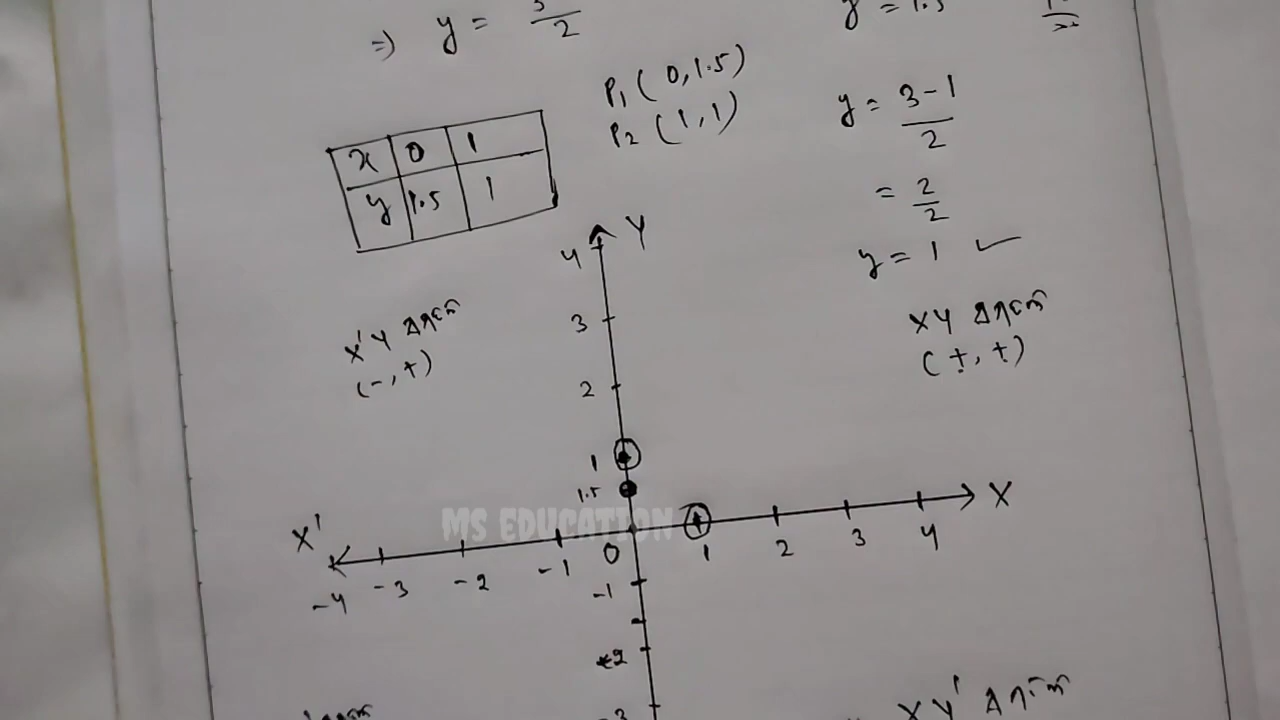 => y = 3/2
y = 1.5
P₁ (0, 1.5)
P₂ (1, 1)
y = 3-1/2
= 2/2
y = 1 ✓
x 0 1
y 1.5 1
Y
4
3
2
1
1.5
X' Y
(-, +)
XY
(+, +)
MS EDUCATION
X'
X
-4 -3 -2 -1 0 1 2 3 4
-1
-2
-3
XY'